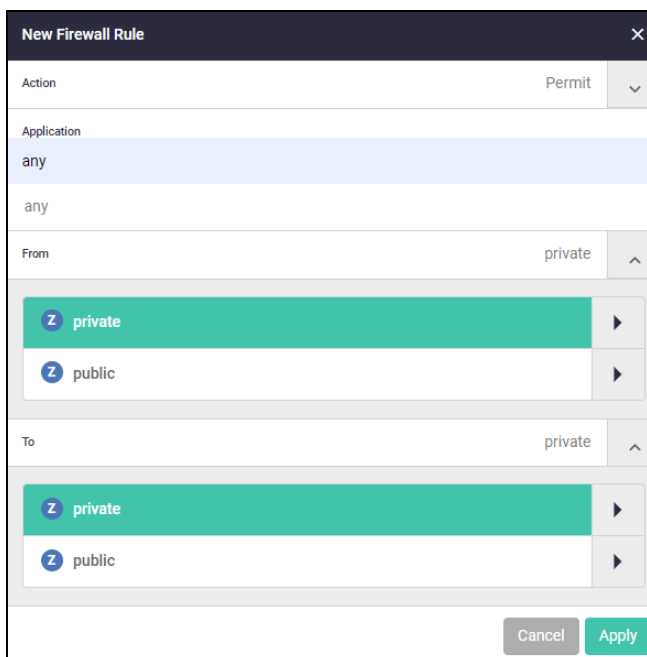 New Firewall Rule ×
Action Permit
Application
any
any
From private
Z private
Z public
To private
Z private
Z public
Cancel Apply